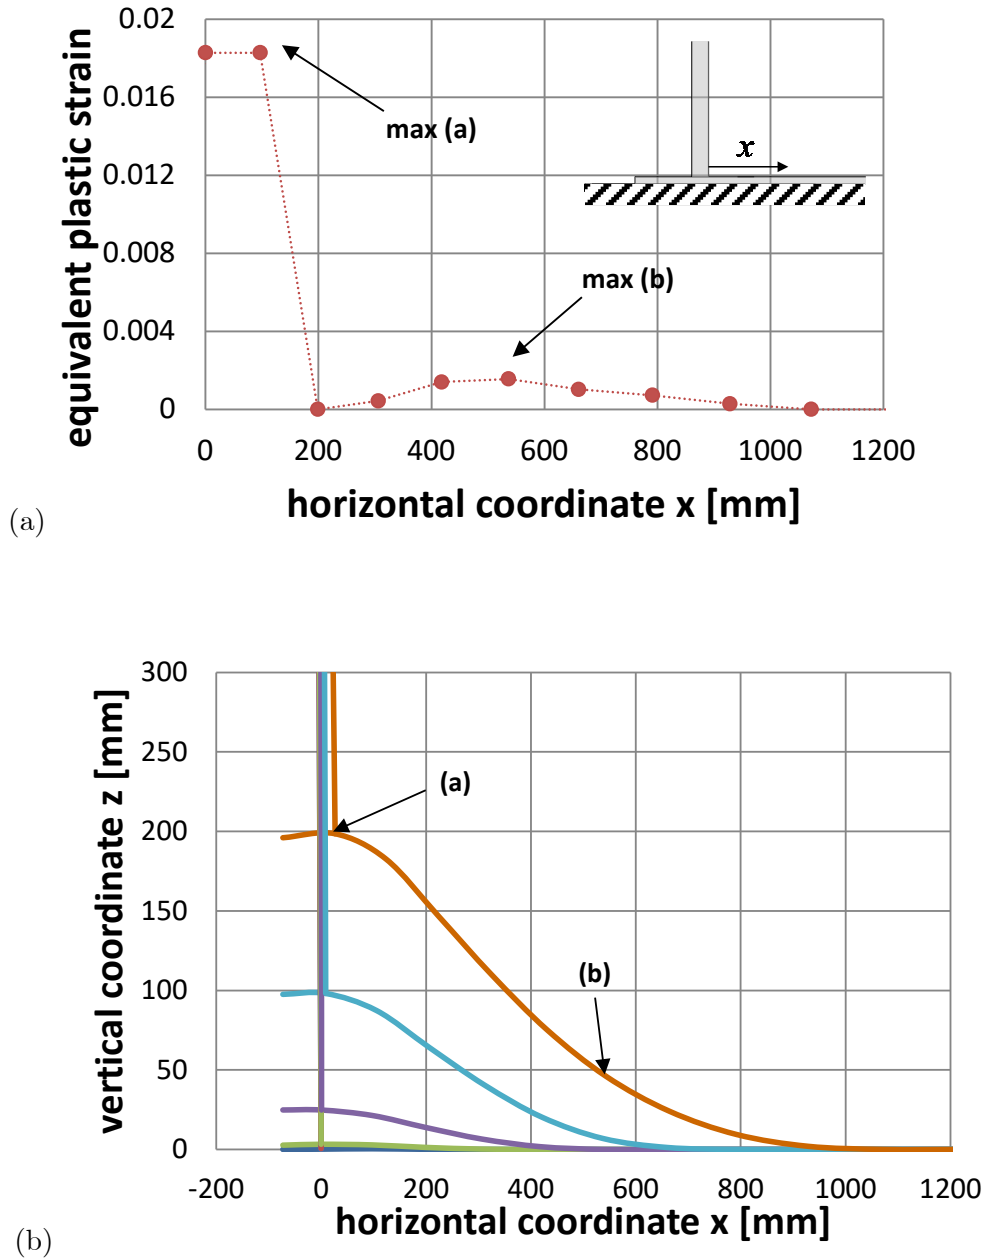 0.02
0.016
0.012
0.008
0.004
0
equivalent plastic strain
max (a)
x
max (b)
0 200 400 600 800 1000 1200
horizontal coordinate x [mm]
(a)
300
250
200
150
100
50
0
vertical coordinate z [mm]
(a)
(b)
-200 0 200 400 600 800 1000 1200
horizontal coordinate x [mm]
(b)